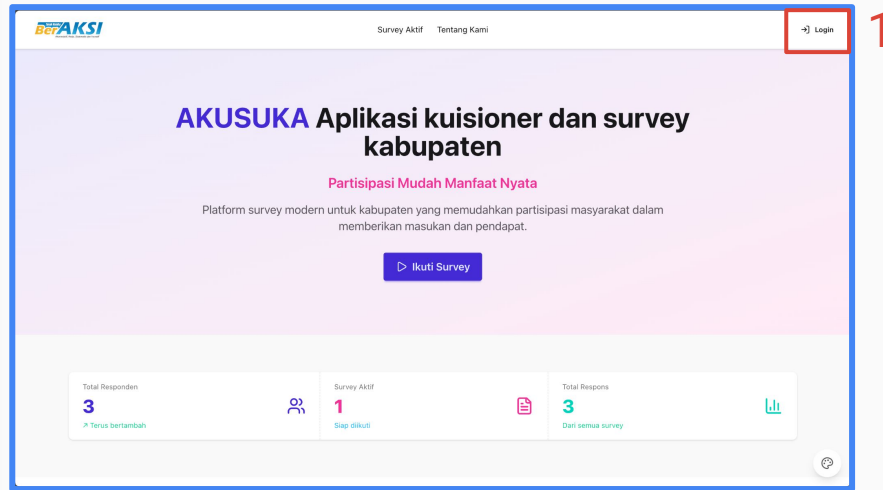 BerAKSI
Survey Aktif
Tentang Kami
Login
1
AKUSUKA Aplikasi kuisioner dan survey
kabupaten
Partisipasi Mudah Manfaat Nyata
Platform survey modern untuk kabupaten yang memudahkan partisipasi masyarakat dalam
memberikan masukan dan pendapat.
Ikuti Survey
Total Responden
3
Terus bertambah
Survey Aktif
1
Siap diikuti
Total Respons
3
Dari semua survey